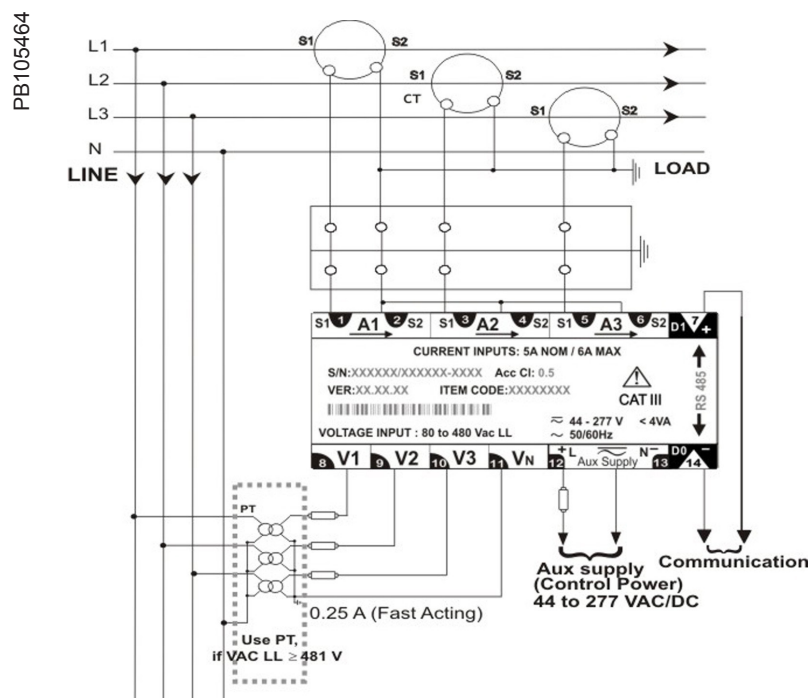 PB105464
L1
S1
S2
L2
S1
S2
CT
L3
S1
S2
N
LINE
LOAD
S1 1 A1 2 S2 S1 3 A2 4 S2 S1 5 A3 6 S2 D1 7 +
CURRENT INPUTS: 5A NOM / 6A MAX
S/N:XXXXXX/XXXXXX-XXXX Acc Cl: 0.5
VER:XX.XX.XX ITEM CODE:XXXXXXXX
CAT III
RS 485
44 - 277 V < 4VA
~ 50/60Hz
VOLTAGE INPUT : 80 to 480 Vac LL
8 V1 9 V2 10 V3 11 VN 12 + L N − 13 D0 − 14
Aux Supply
PT
Aux supply
(Control Power)
44 to 277 VAC/DC
Communication
0.25 A (Fast Acting)
Use PT,
if VAC LL ≥ 481 V